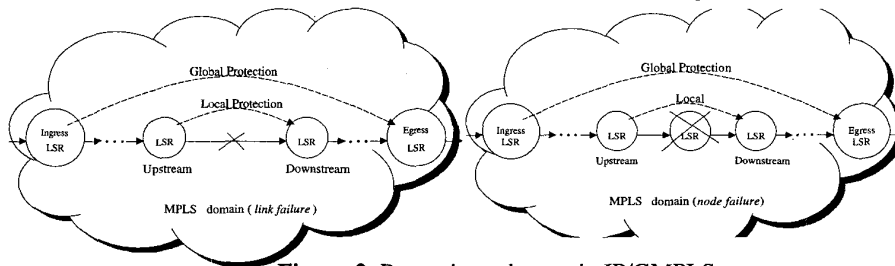 Global Protection
Local Protection
Ingress
LSR
LSR
LSR
Egress
LSR
Upstream
Downstream
MPLS domain ( link failure )
Global Protection
Local
Ingress
LSR
LSR
LSR
LSR
Egress
LSR
Upstream
Downstream
MPLS domain (node failure)